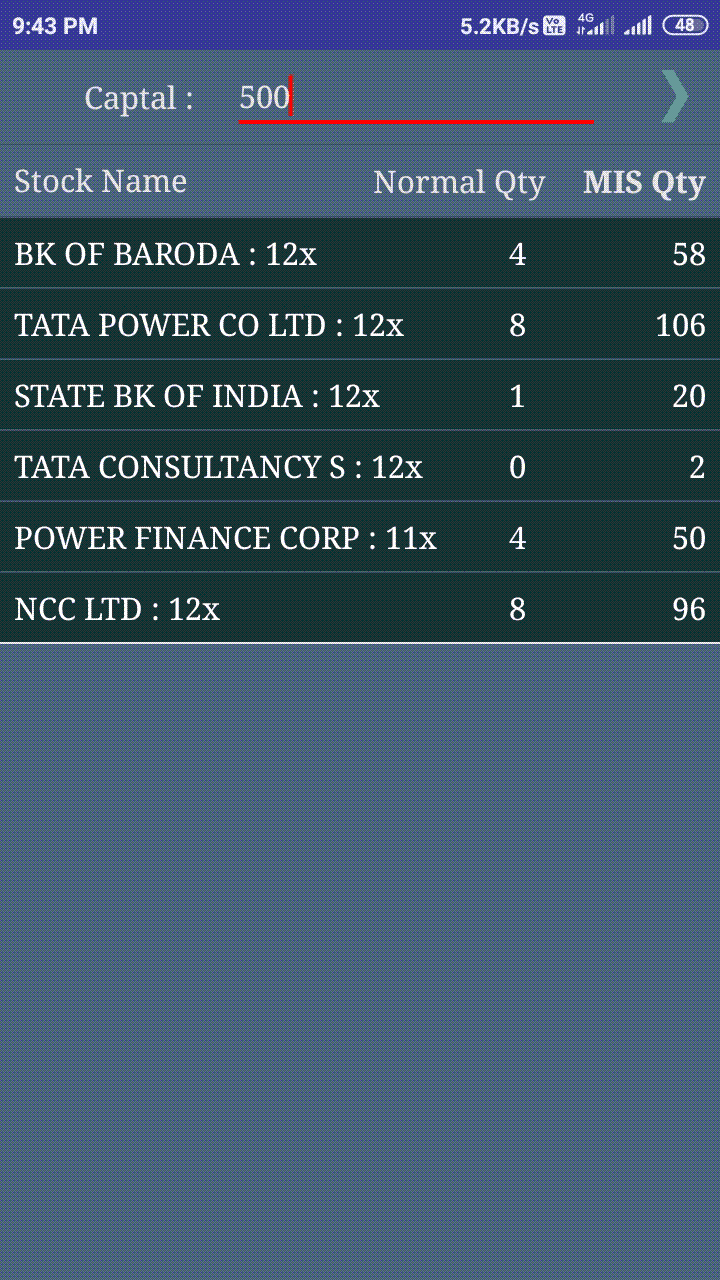 9:43 PM 5.2KB/s Vo LTE 4G 48
Captal : 500
Stock Name Normal Qty MIS Qty
BK OF BARODA : 12x 4 58
TATA POWER CO LTD : 12x 8 106
STATE BK OF INDIA : 12x 1 20
TATA CONSULTANCY S : 12x 0 2
POWER FINANCE CORP : 11x 4 50
NCC LTD : 12x 8 96